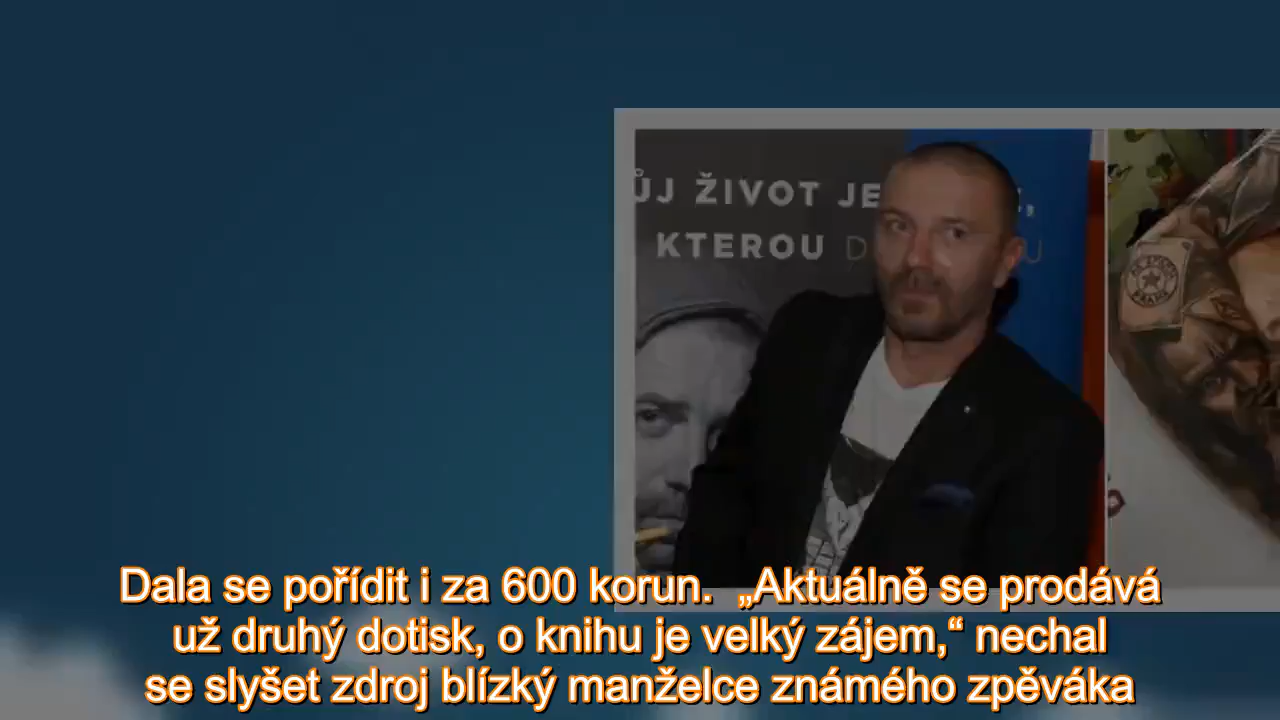 ŮJ ŽIVOT JE
KTEROU
Dala se pořídit i za 600 korun. „Aktuálně se prodává
už druhý dotisk, o knihu je velký zájem,“ nechal
se slyšet zdroj blízký manželce známého zpěváka